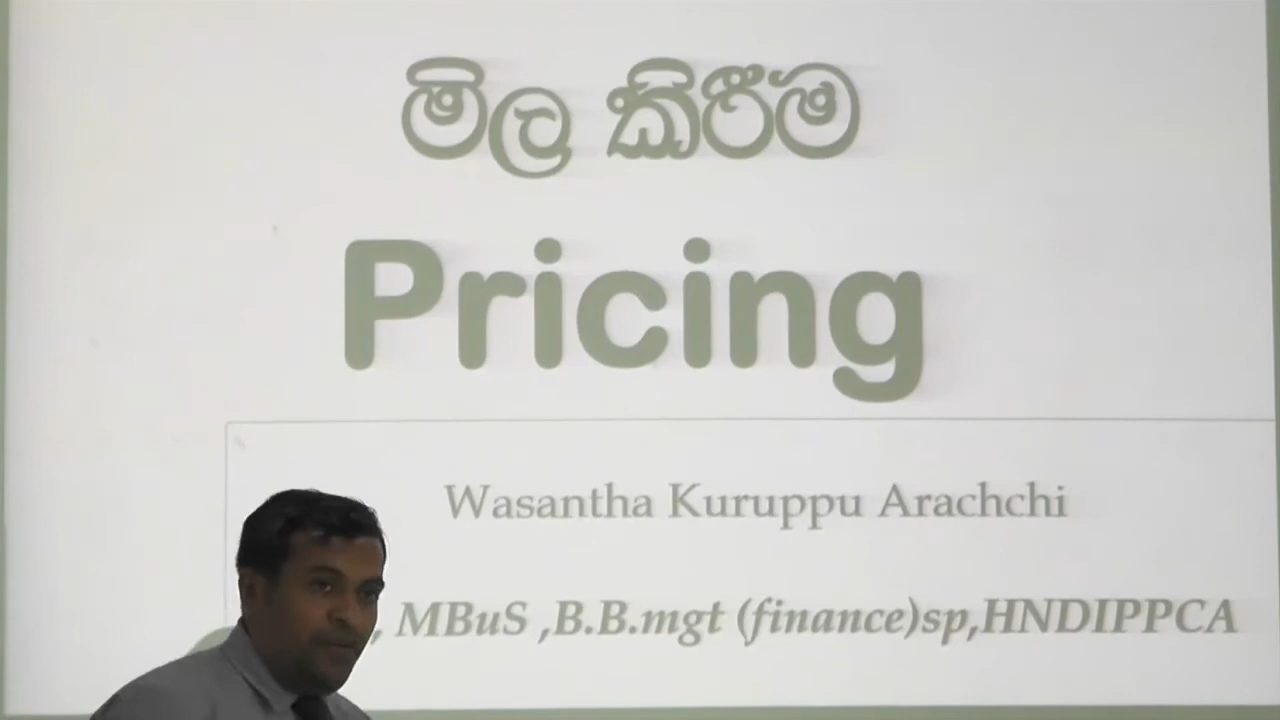 මිල කිරීම
Pricing
Wasantha Kuruppu Arachchi
, MBuS ,B.B.mgt (finance)sp,HNDIPPCA